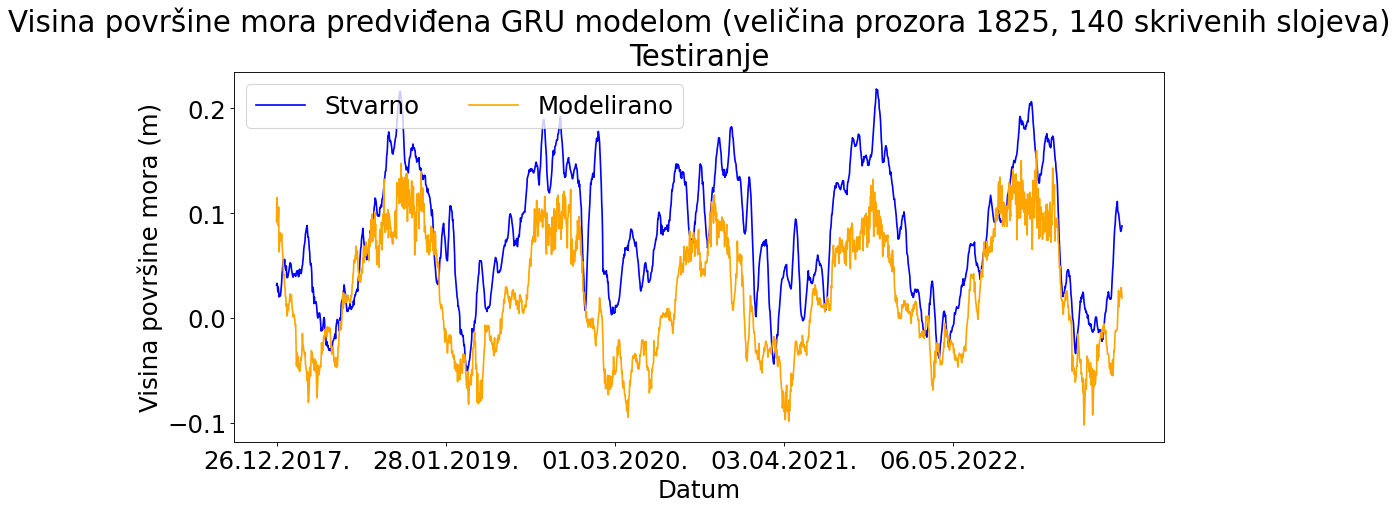 Visina površine mora predviđena GRU modelom (veličina prozora 1825, 140 skrivenih slojeva)
Testiranje
Stvarno Modelirano
Visina površine mora (m)
0.2
0.1
0.0
−0.1
26.12.2017. 28.01.2019. 01.03.2020. 03.04.2021. 06.05.2022.
Datum